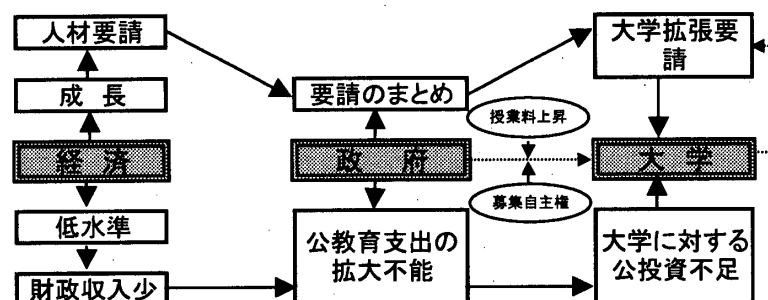 人材要請
大学拡張要
請
成 長
要請のまとめ
授業料上昇
経 済
政 府
大 学
募集自主権
低水準
公教育支出の
拡大不能
大学に対する
公投資不足
財政収入少